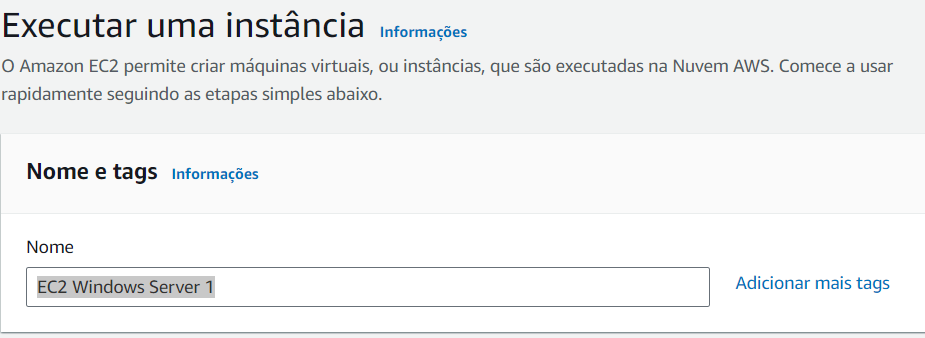 Executar uma instância Informações
O Amazon EC2 permite criar máquinas virtuais, ou instâncias, que são executadas na Nuvem AWS. Comece a usar
rapidamente seguindo as etapas simples abaixo.
Nome e tags Informações
Nome
EC2 Windows Server 1 Adicionar mais tags